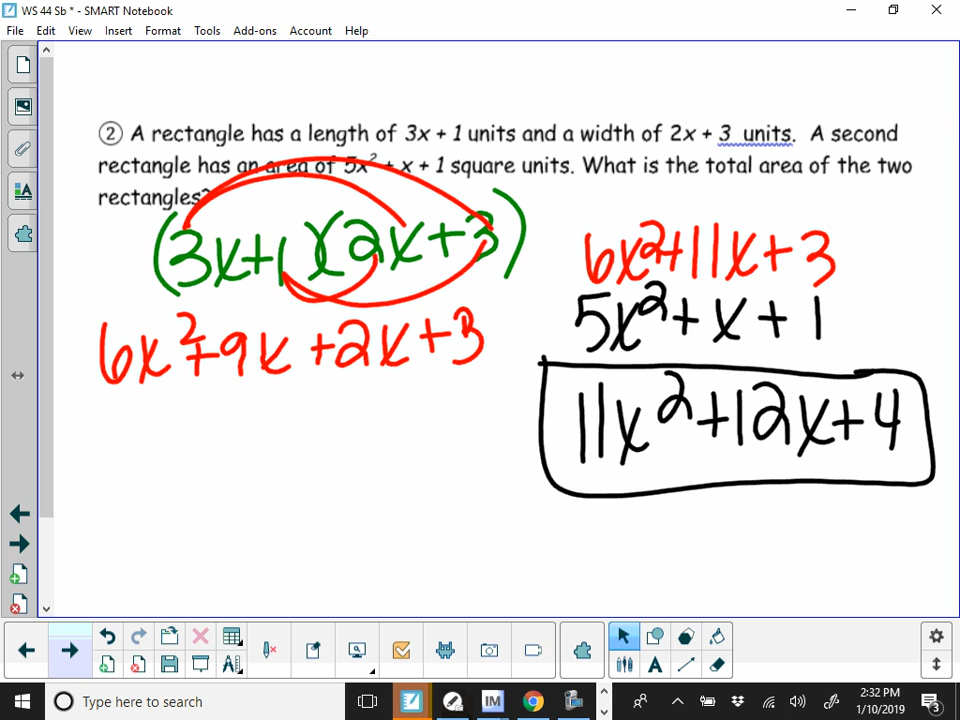 WS 44 Sb * - SMART Notebook
File Edit View Insert Format Tools Add-ons Account Help
② A rectangle has a length of 3x + 1 units and a width of 2x + 3 units. A second
rectangle has an area of 5x² + x + 1 square units. What is the total area of the two
rectangles?
(3x+1)(2x+3)
6x²+9x+2x+3
6x²+11x+3
5x²+x+1
11x²+12x+4
Type here to search
IM
2:32 PM
1/10/2019
3